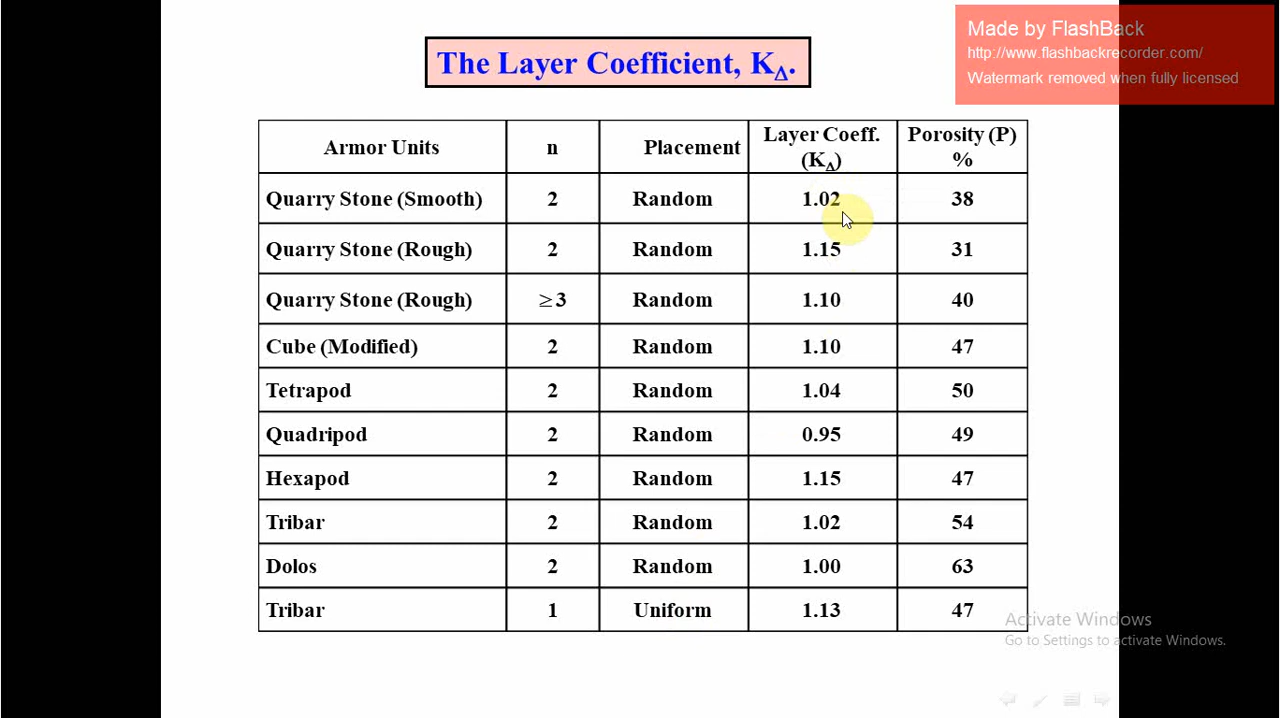 Made by FlashBack
http://www.flashbackrecorder.com/
Watermark removed when fully licensed
The Layer Coefficient, KΔ.
Armor Units n Placement Layer Coeff. (KΔ) Porosity (P) %
Quarry Stone (Smooth) 2 Random 1.02 38
Quarry Stone (Rough) 2 Random 1.15 31
Quarry Stone (Rough) ≥ 3 Random 1.10 40
Cube (Modified) 2 Random 1.10 47
Tetrapod 2 Random 1.04 50
Quadripod 2 Random 0.95 49
Hexapod 2 Random 1.15 47
Tribar 2 Random 1.02 54
Dolos 2 Random 1.00 63
Tribar 1 Uniform 1.13 47
Activate Windows
Go to Settings to activate Windows.